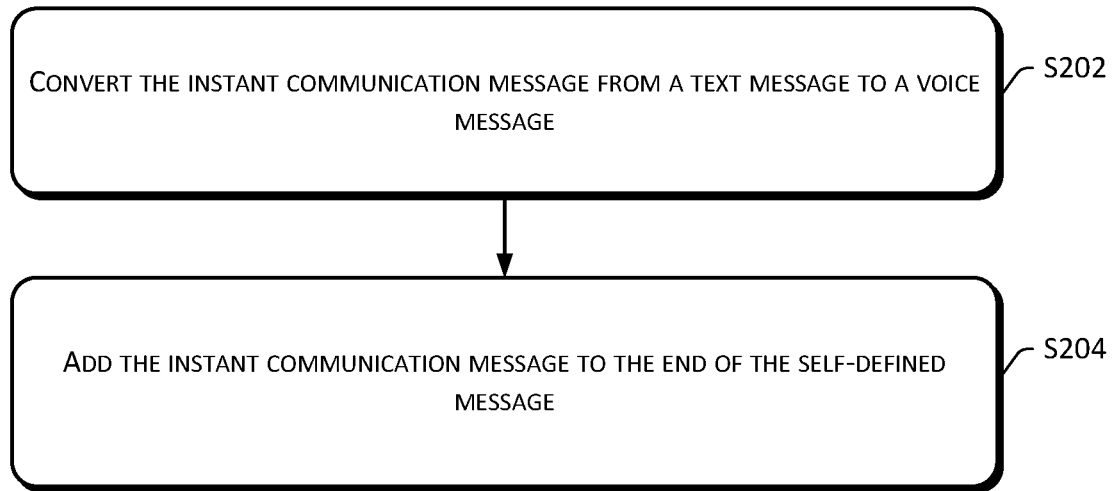 CONVERT THE INSTANT COMMUNICATION MESSAGE FROM A TEXT MESSAGE TO A VOICE
MESSAGE
S202
ADD THE INSTANT COMMUNICATION MESSAGE TO THE END OF THE SELF-DEFINED
MESSAGE
S204